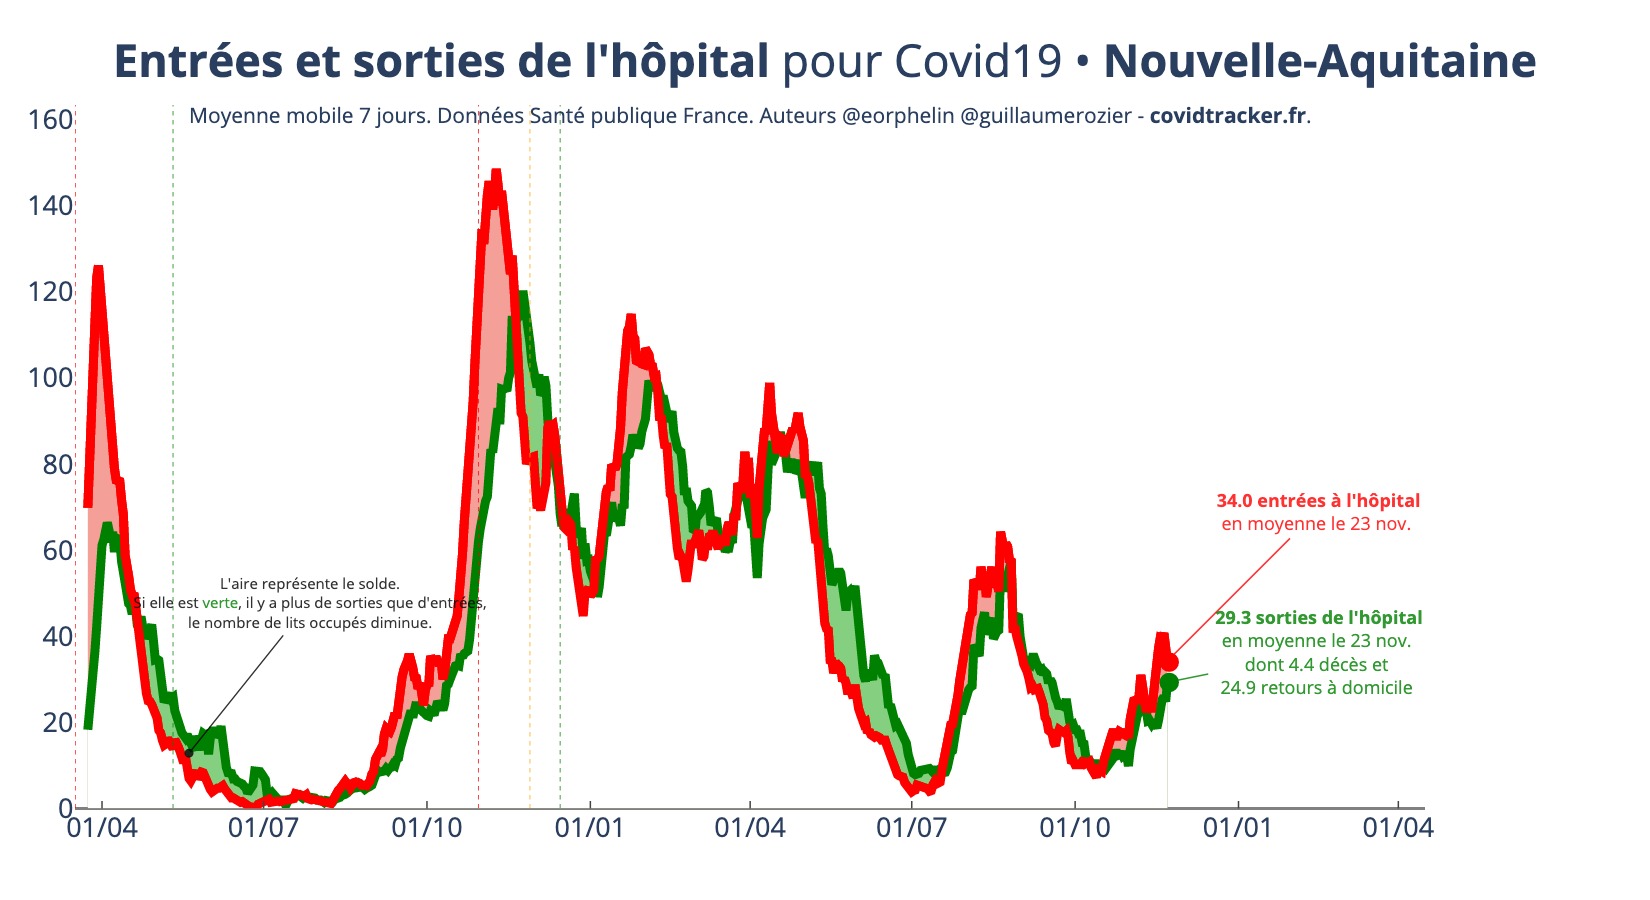 Entrées et sorties de l'hôpital pour Covid19 • Nouvelle-Aquitaine
Moyenne mobile 7 jours. Données Santé publique France. Auteurs @eorphelin @guillaumerozier - covidtracker.fr.
160
140
120
100
80
60
40
20
0
L'aire représente le solde.
Si elle est verte, il y a plus de sorties que d'entrées,
le nombre de lits occupés diminue.
34.0 entrées à l'hôpital
en moyenne le 23 nov.
29.3 sorties de l'hôpital
en moyenne le 23 nov.
dont 4.4 décès et
24.9 retours à domicile
01/04
01/07
01/10
01/01
01/04
01/07
01/10
01/01
01/04